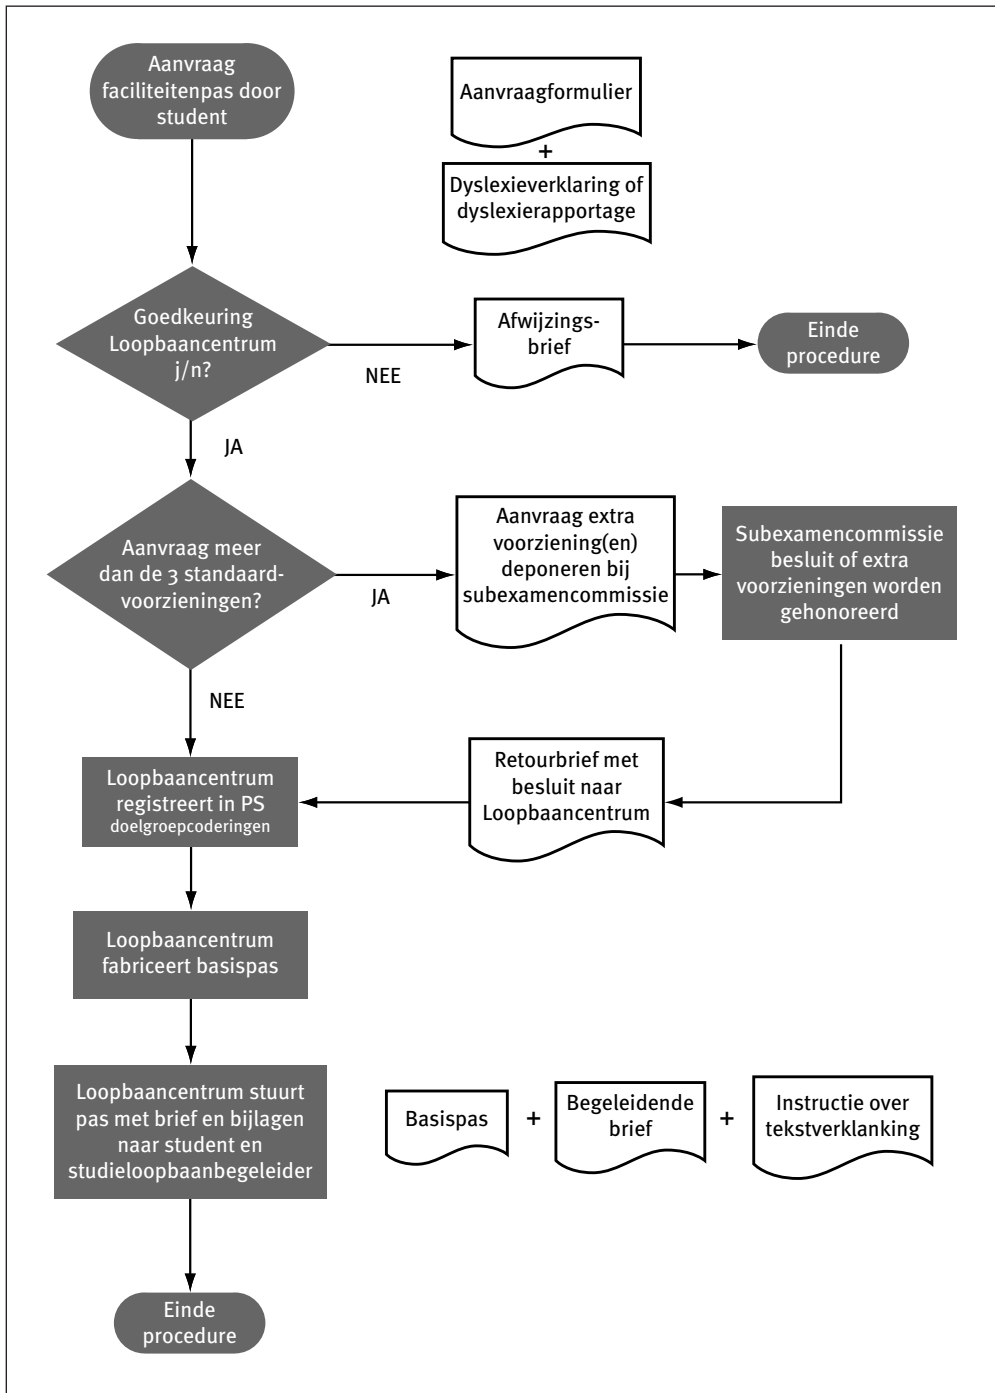 Aanvraag
faciliteitenpas door
student
Aanvraagformulier
+
Dyslexieverklaring of
dyslexierapportage
Goedkeuring
Loopbaancentrum
j/n?
NEE
Afwijzings-
brief
Einde
procedure
JA
Aanvraag meer
dan de 3 standaard-
voorzieningen?
JA
Aanvraag extra
voorziening(en)
deponeren bij
subexamencommissie
Subexamencommissie
besluit of extra
voorzieningen worden
gehonoreerd
NEE
Retourbrief met
besluit naar
Loopbaancentrum
Loopbaancentrum
registreert in PS
doelgroepcoderingen
Loopbaancentrum
fabriceert basispas
Loopbaancentrum stuurt
pas met brief en bijlagen
naar student en
studieloopbaanbegeleider
Basispas
+
Begeleidende
brief
+
Instructie over
tekstverklanking
Einde
procedure